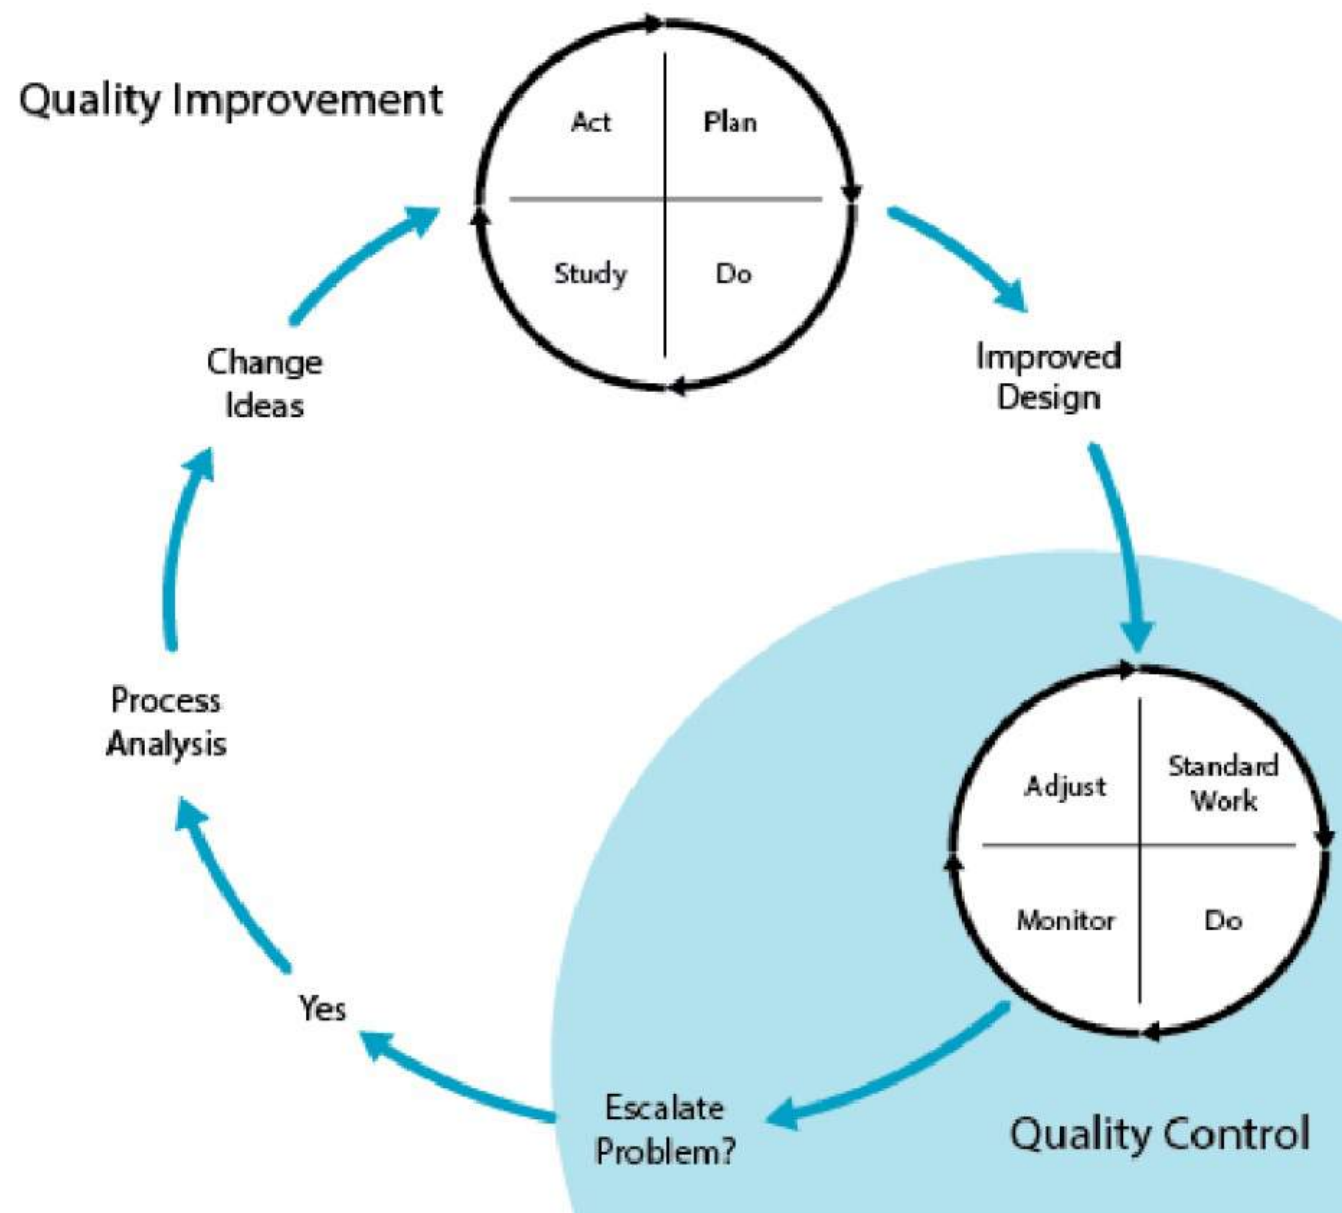 Quality Improvement
Act
Plan
Study
Do
Improved
Design
Change
Ideas
Process
Analysis
Adjust
Standard
Work
Monitor
Do
Yes
Escalate
Problem?
Quality Control